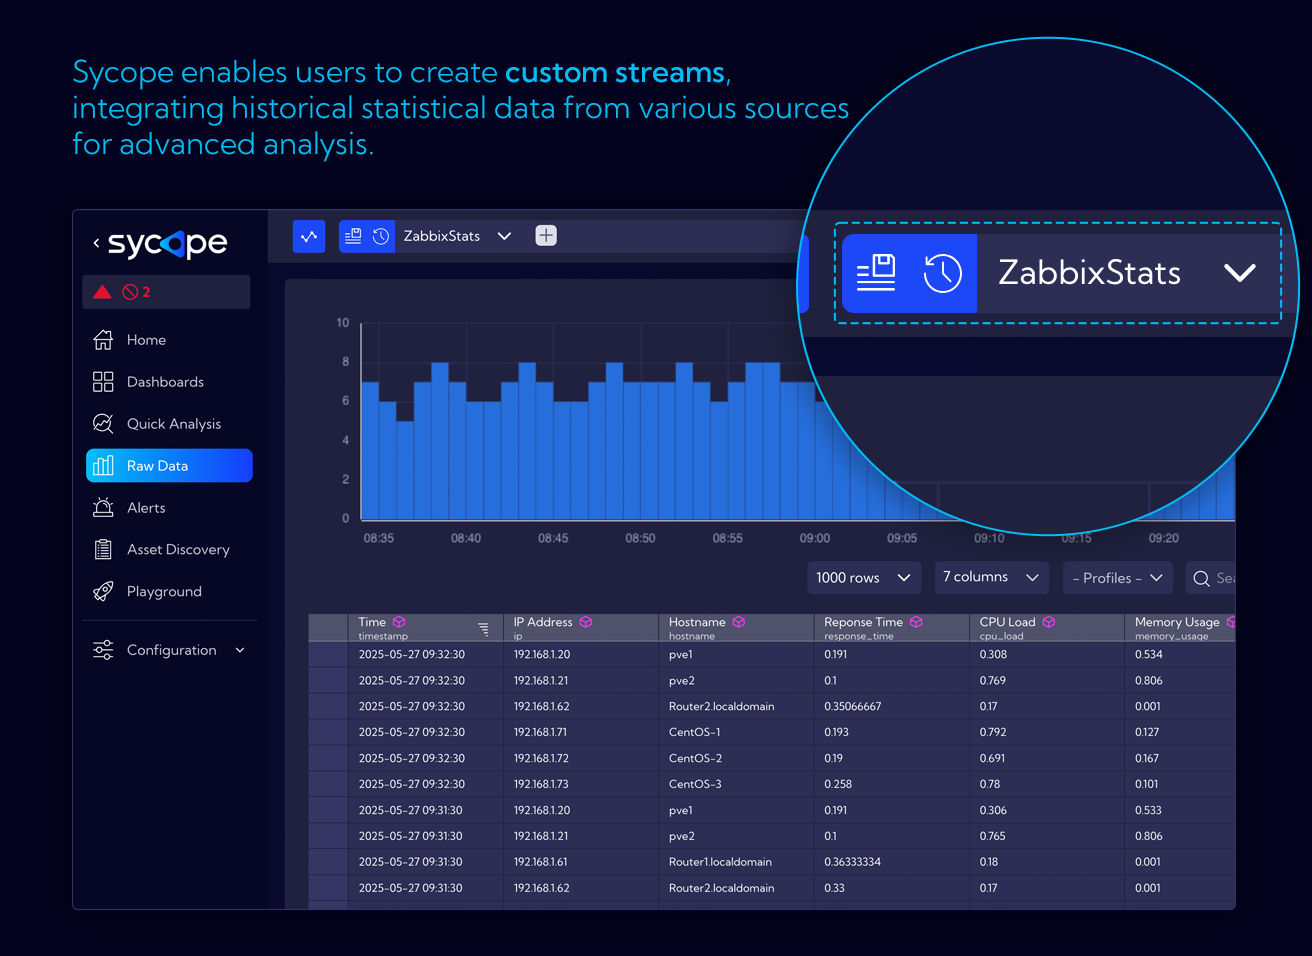 Sycope enables users to create custom streams,
integrating historical statistical data from various sources
for advanced analysis.
sycope
ZabbixStats
ZabbixStats
2
Home
Dashboards
Quick Analysis
Raw Data
Alerts
Asset Discovery
Playground
Configuration
10
8
6
4
2
0
08:35 08:40 08:45 08:50 08:55 09:00 09:05 09:10 09:15 09:20
1000 rows 7 columns - Profiles -
Time IP Address Hostname Reponse Time CPU Load Memory Usage
timestamp ip hostname response_time cpu_load memory_usage
2025-05-27 09:32:30 192.168.1.20 pve1 0.191 0.308 0.534
2025-05-27 09:32:30 192.168.1.21 pve2 0.1 0.769 0.806
2025-05-27 09:32:30 192.168.1.62 Router2.localdomain 0.35066667 0.17 0.001
2025-05-27 09:32:30 192.168.1.71 CentOS-1 0.193 0.792 0.127
2025-05-27 09:32:30 192.168.1.72 CentOS-2 0.19 0.691 0.167
2025-05-27 09:32:30 192.168.1.73 CentOS-3 0.258 0.78 0.101
2025-05-27 09:31:30 192.168.1.20 pve1 0.191 0.306 0.533
2025-05-27 09:31:30 192.168.1.21 pve2 0.1 0.765 0.806
2025-05-27 09:31:30 192.168.1.61 Router1.localdomain 0.36333334 0.18 0.001
2025-05-27 09:31:30 192.168.1.62 Router2.localdomain 0.33 0.17 0.001